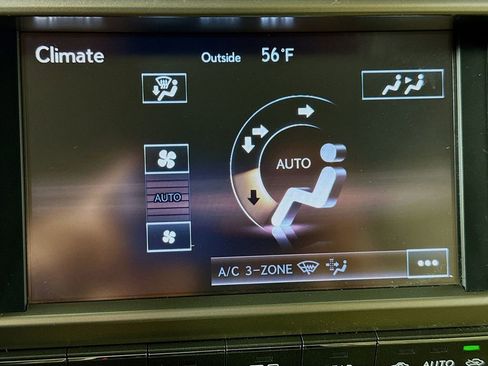 Climate
Outside 56°F
AUTO
AUTO
A/C 3-ZONE
AUTO